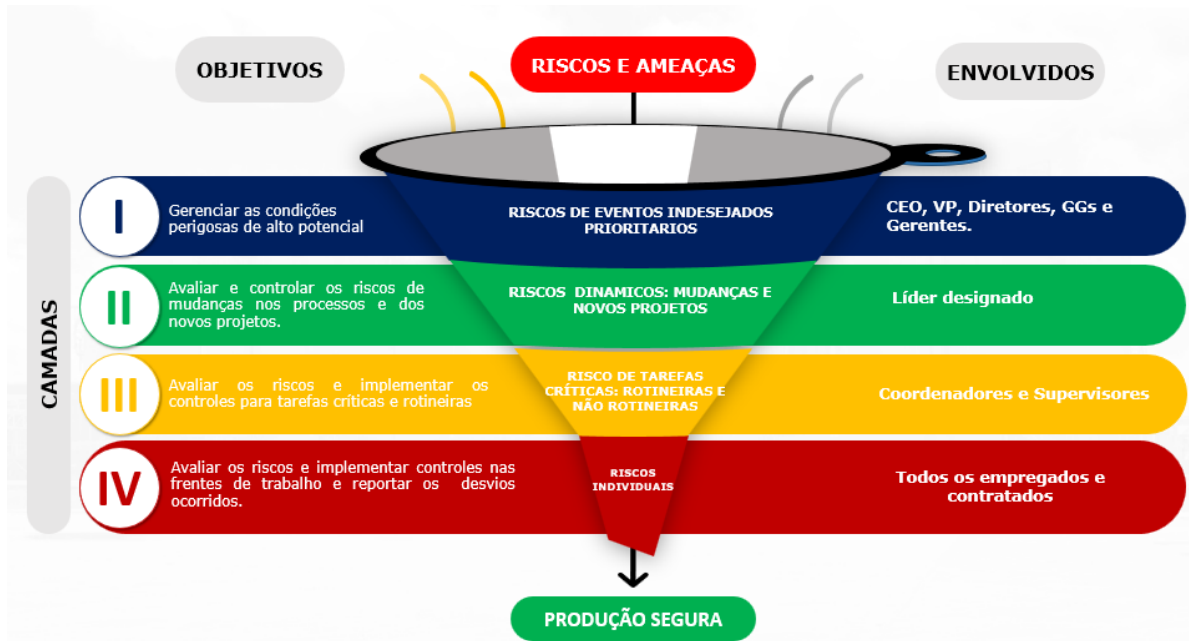 OBJETIVOS
RISCOS E AMEAÇAS
ENVOLVIDOS
CAMADAS
I
Gerenciar as condições
perigosas de alto potencial
RISCOS DE EVENTOS INDESEJADOS
PRIORITARIOS
CEO, VP, Diretores, GGs e
Gerentes.
II
Avaliar e controlar os riscos de
mudanças nos processos e dos
novos projetos.
RISCOS DINAMICOS: MUDANÇAS E
NOVOS PROJETOS
Líder designado
III
Avaliar os riscos e implementar os
controles para tarefas críticas e rotineiras
RISCO DE TAREFAS
CRÍTICAS: ROTINEIRAS E
NÃO ROTINEIRAS
Coordenadores e Supervisores
IV
Avaliar os riscos e implementar controles nas
frentes de trabalho e reportar os desvios
ocorridos.
RISCOS
INDIVIDUAIS
Todos os empregados e
contratados
PRODUÇÃO SEGURA